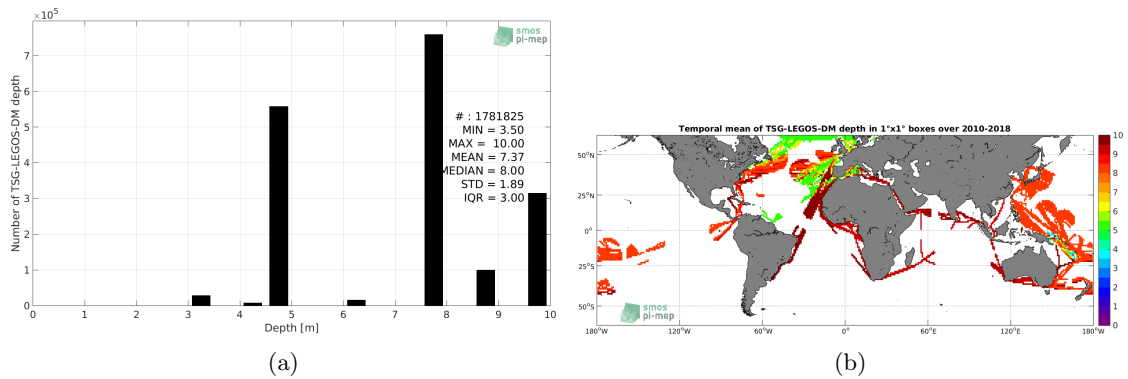 ×10⁵
smos
pi-mep
7
6
5
4
3
2
1
0
Number of TSG-LEGOS-DM depth
# : 1781825
MIN = 3.50
MAX = 10.00
MEAN = 7.37
MEDIAN = 8.00
STD = 1.89
IQR = 3.00
0 1 2 3 4 5 6 7 8 9 10
Depth [m]
(a)
Temporal mean of TSG-LEGOS-DM depth in 1°x1° boxes over 2010-2018
50°N
25°N
0°
25°S
50°S
smos
pi-mep
180°W 120°W 60°W 0° 60°E 120°E 180°W
10
9
8
7
6
5
4
3
2
1
0
(b)